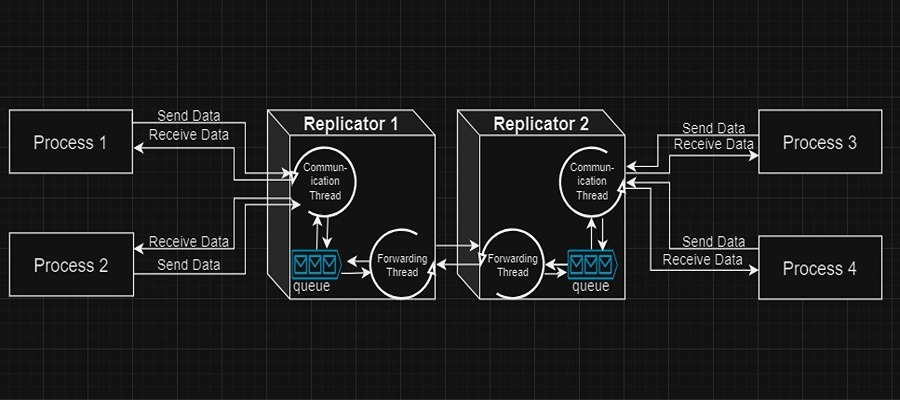 Send Data
Receive Data
Process 1
Receive Data
Send Data
Process 2
Replicator 1
Commun-
ication
Thread
queue
Forwarding
Thread
Replicator 2
Commun-
ication
Thread
Forwarding
Thread
queue
Send Data
Receive Data
Process 3
Send Data
Receive Data
Process 4